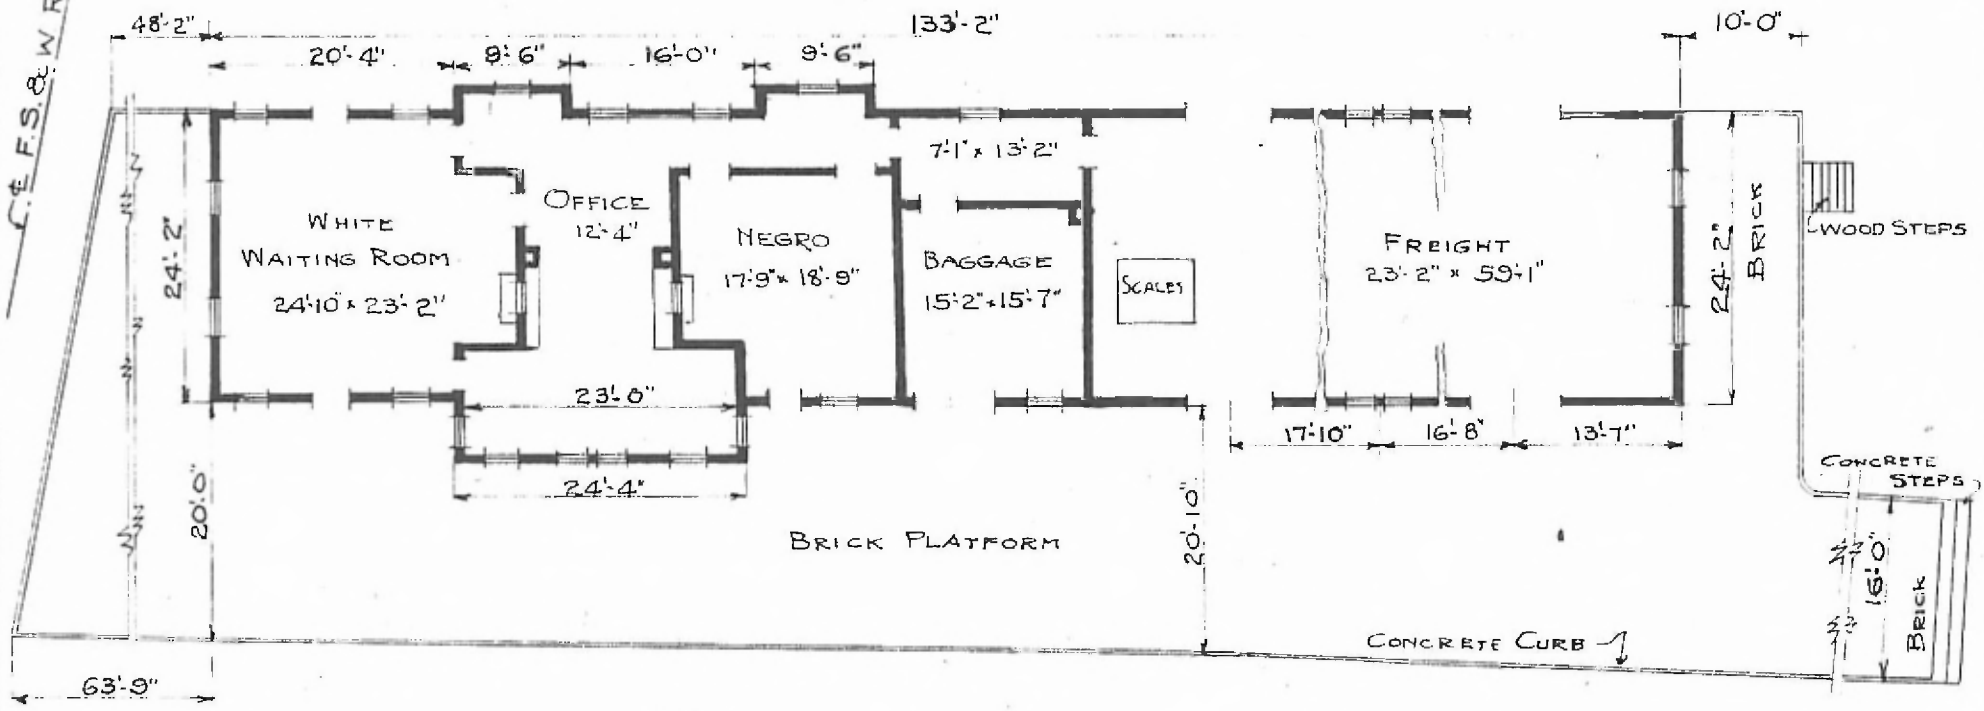 48'-2"
133'-2"
10'-0"
20'-4"
9'-6"
16'-0"
9'-6"
℄ F.S. & W R
7'-1" x 13'-2"
24'-2"
WHITE
WAITING ROOM
24'-10" x 23'-2"
OFFICE
12'-4"
NEGRO
17'-9" x 18'-9"
BAGGAGE
15'-2" x 15'-7"
SCALES
FREIGHT
23'-2" x 59'-1"
24'-2"
BRICK
WOOD STEPS
23'-0"
24'-4"
17'-10"
16'-8"
13'-7"
20'-0"
BRICK PLATFORM
20'-10"
CONCRETE
STEPS
16'-0"
BRICK
CONCRETE CURB
63'-9"